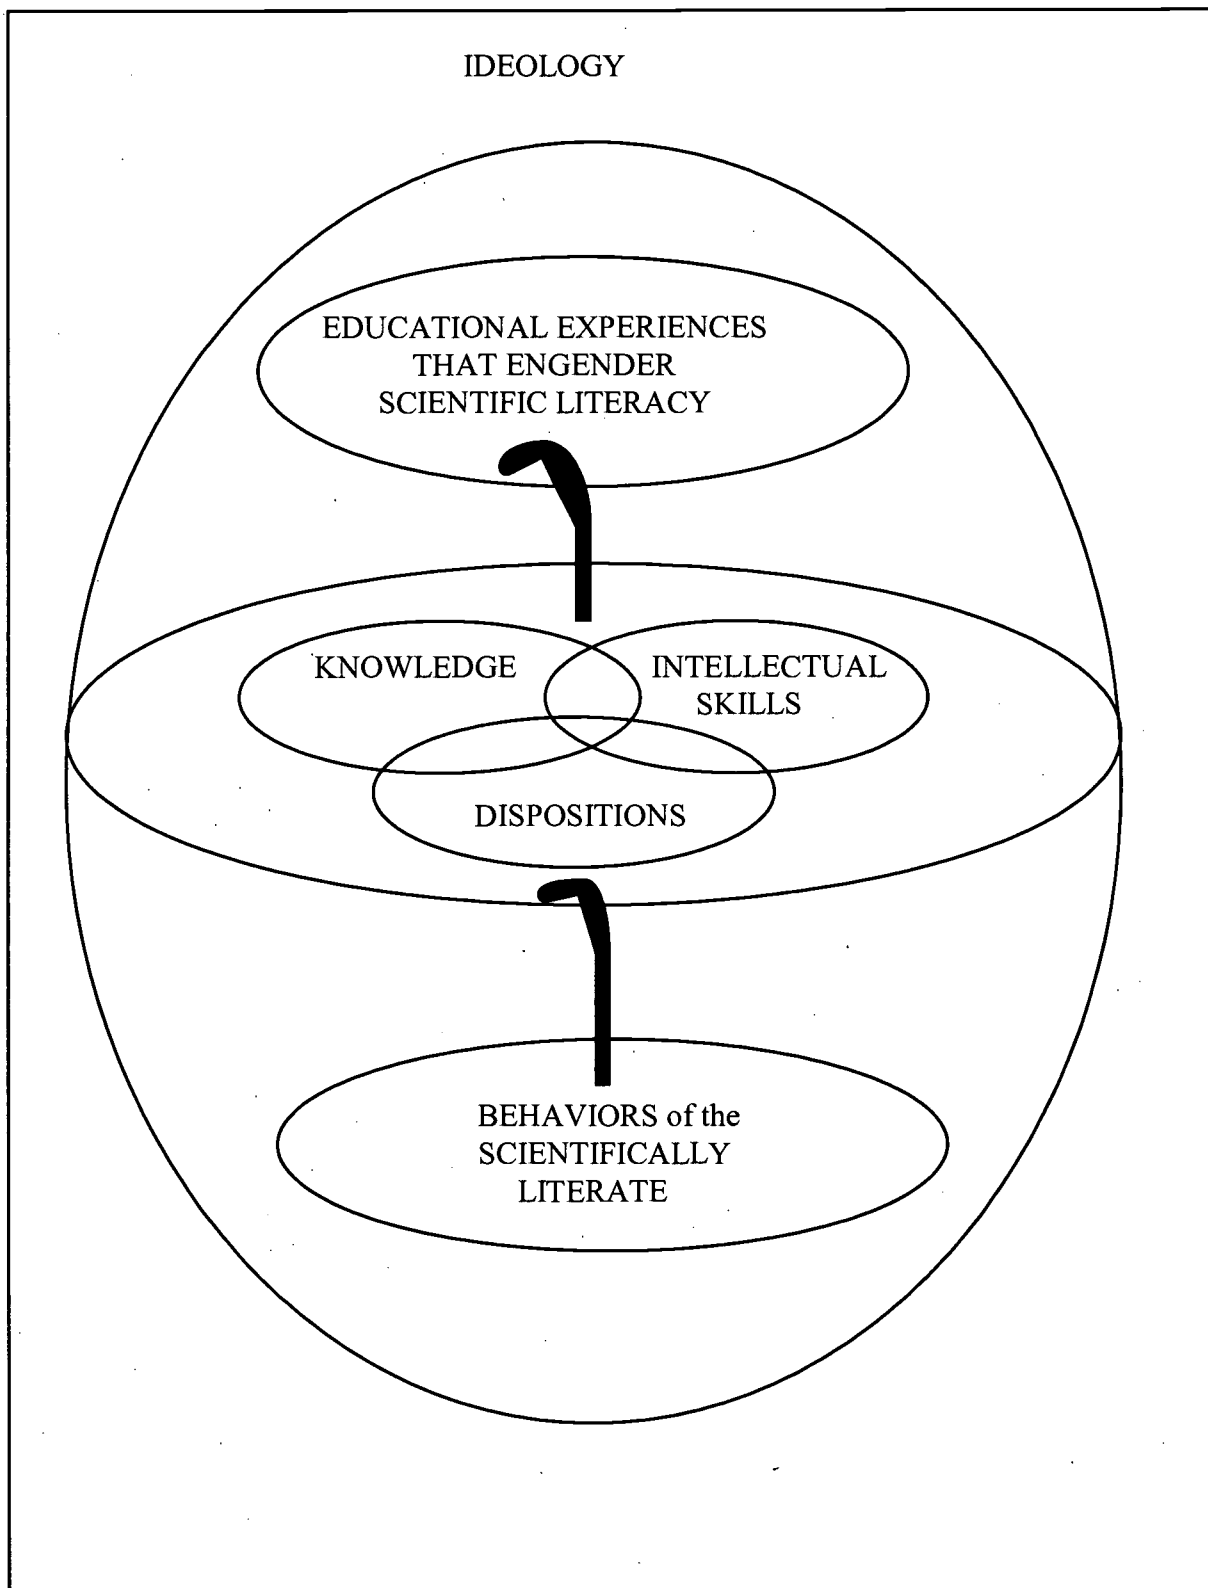 IDEOLOGY
EDUCATIONAL EXPERIENCES
THAT ENGENDER
SCIENTIFIC LITERACY
KNOWLEDGE
INTELLECTUAL
SKILLS
DISPOSITIONS
BEHAVIORS of the
SCIENTIFICALLY
LITERATE